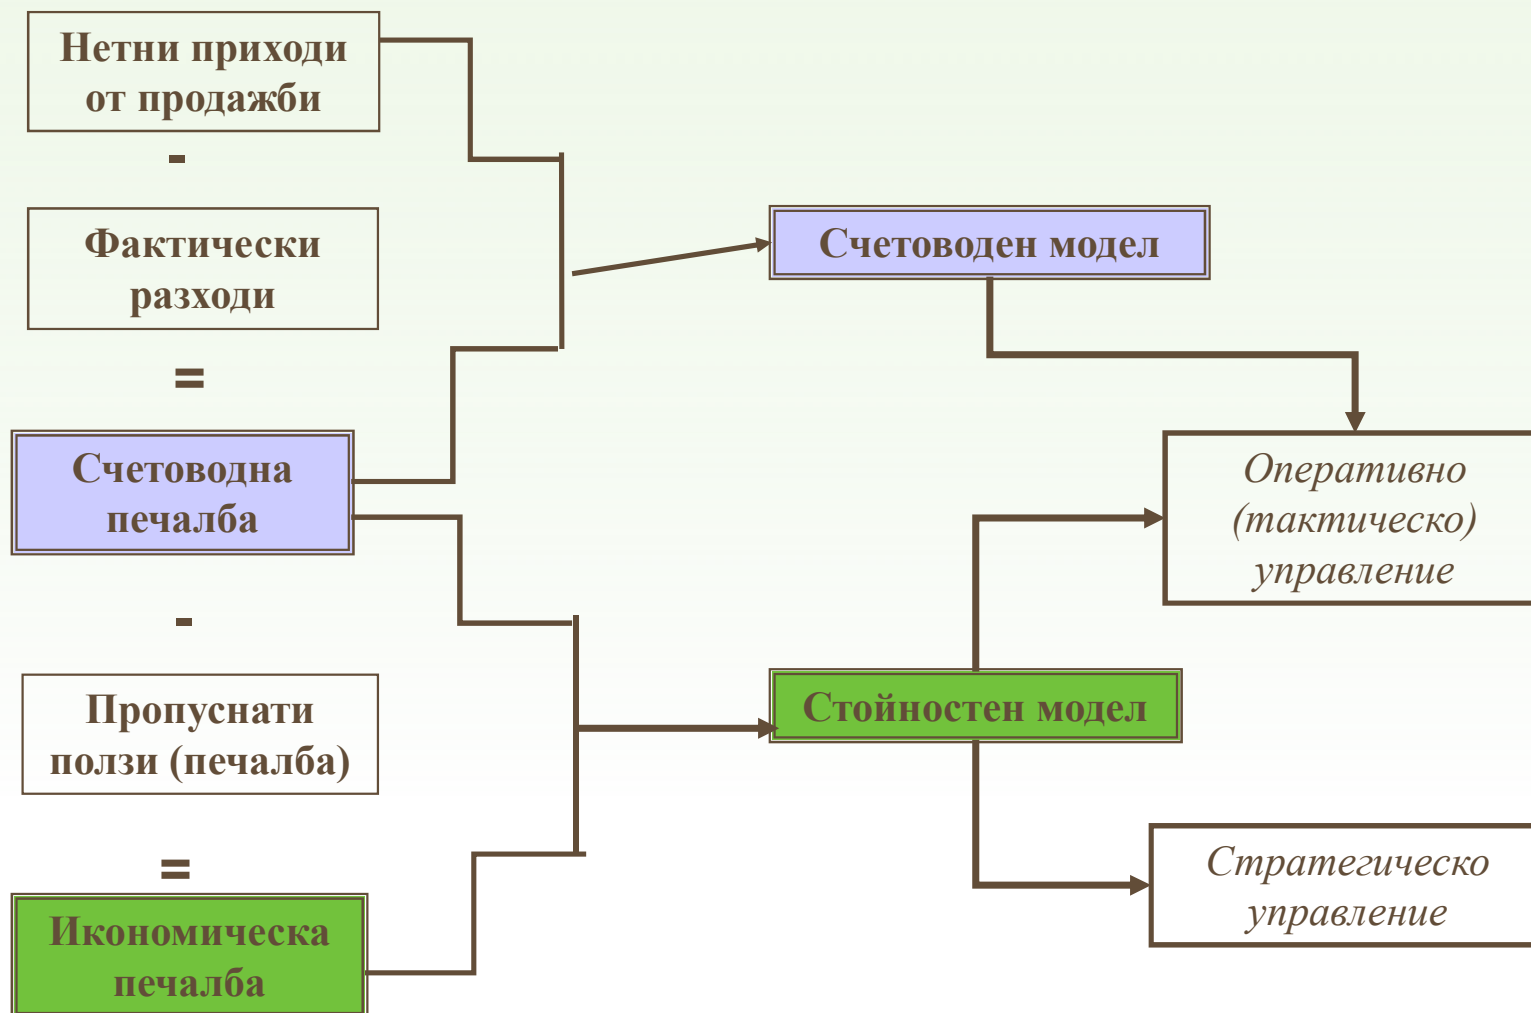 Нетни приходи
от продажби
-
Фактически
разходи
=
Счетоводна
печалба
-
Пропуснати
ползи (печалба)
=
Икономическа
печалба
Счетоводен модел
Стойностен модел
Оперативно
(тактическо)
управление
Стратегическо
управление